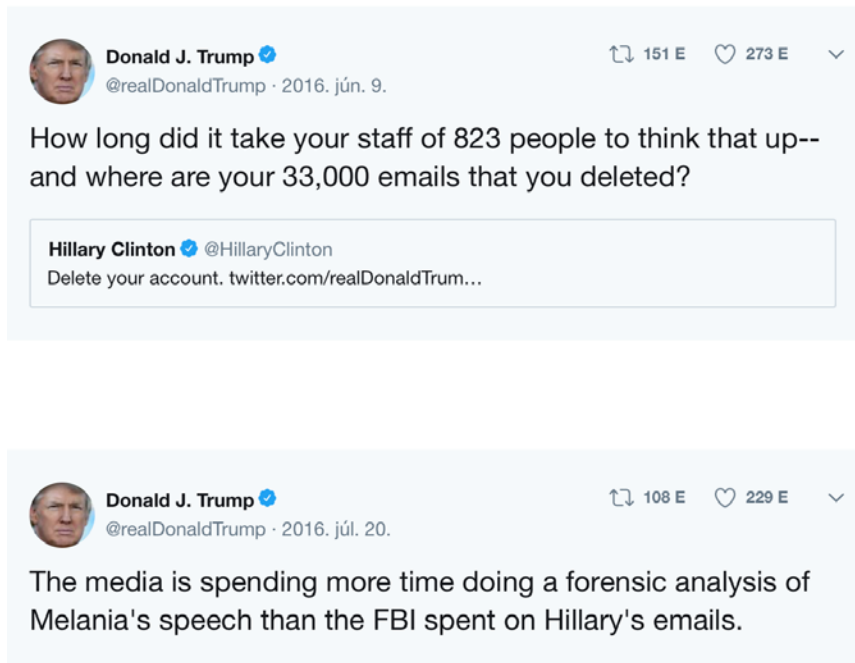 Donald J. Trump
151 E 273 E
@realDonaldTrump · 2016. jún. 9.
How long did it take your staff of 823 people to think that up--
and where are your 33,000 emails that you deleted?
Hillary Clinton @HillaryClinton
Delete your account. twitter.com/realDonaldTrum...
Donald J. Trump
108 E 229 E
@realDonaldTrump · 2016. júl. 20.
The media is spending more time doing a forensic analysis of
Melania's speech than the FBI spent on Hillary's emails.